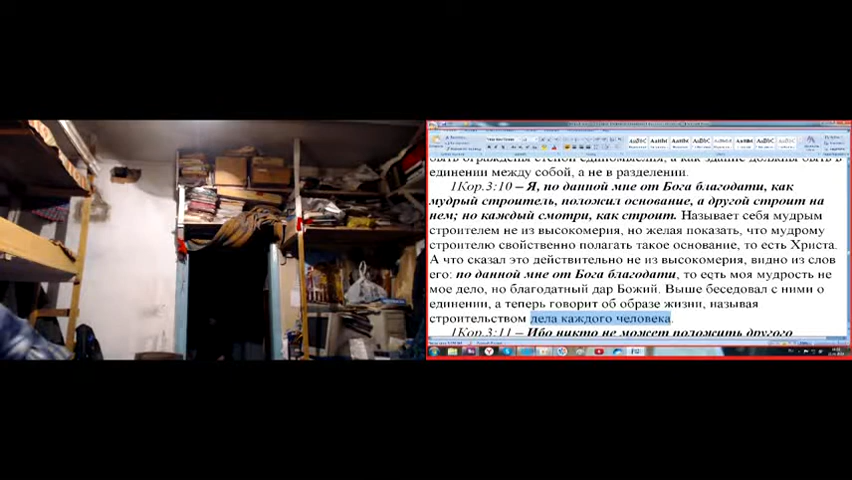 единении между собой, а не в разделении.
1Кор.3:10 – Я, по данной мне от Бога благодати, как
мудрый строитель, положил основание, а другой строит на
нем; но каждый смотри, как строит. Называет себя мудрым
строителем не из высокомерия, но желая показать, что мудрому
строителю свойственно полагать такое основание, то есть Христа.
А что сказал это действительно не из высокомерия, видно из слов
его: по данной мне от Бога благодати, то есть моя мудрость не
мое дело, но благодатный дар Божий. Выше беседовал с ними о
единении, а теперь говорит об образе жизни, называя
строительством дела каждого человека.
1Кор.3:11 – Ибо никто не может положить другого